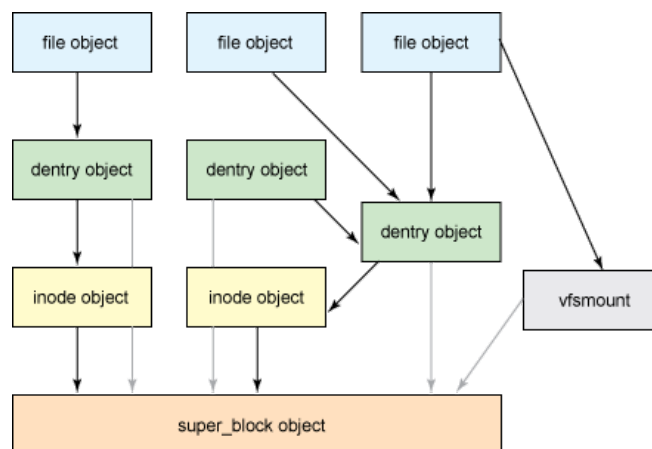 file object
file object
file object
dentry object
dentry object
dentry object
inode object
inode object
vfsmount
super_block object